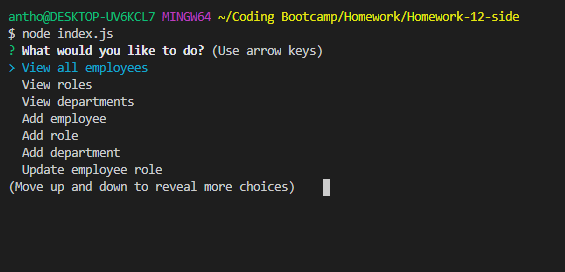 antho@DESKTOP-UV6KCL7 MINGW64 ~/Coding Bootcamp/Homework/Homework-12-side
$ node index.js
? What would you like to do? (Use arrow keys)
> View all employees
View roles
View departments
Add employee
Add role
Add department
Update employee role
(Move up and down to reveal more choices)